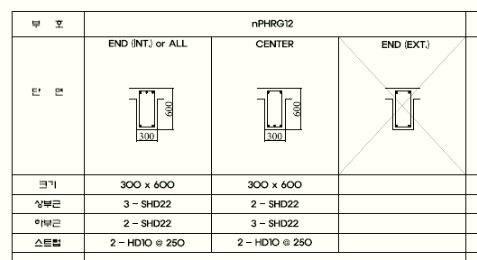 부 호 nPHRG12
END (INT.) or ALL CENTER END (EXT.)
단 면
600 600
300 300
크기 300 x 600 300 x 600
상부근 3 - SHD22 2 - SHD22
하부근 2 - SHD22 3 - SHD22
스트럽 2 - HD10 @ 250 2 - HD10 @ 250